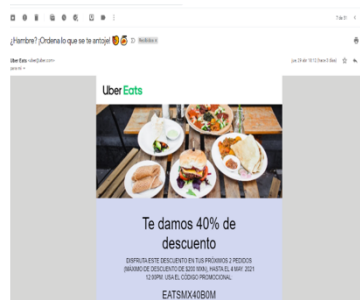 ¿Hambre? ¡Ordena lo que se te antoje!
Uber Eats
Uber Eats
Te damos 40% de
descuento
DISFRUTA ESTE DESCUENTO EN TUS PRÓXIMOS 2 PEDIDOS
(MÁXIMO DE DESCUENTO DE $200 MXN), HASTA EL 4 MAY. 2021
12:00PM. USA EL CÓDIGO PROMOCIONAL:
EATSMX40BOM